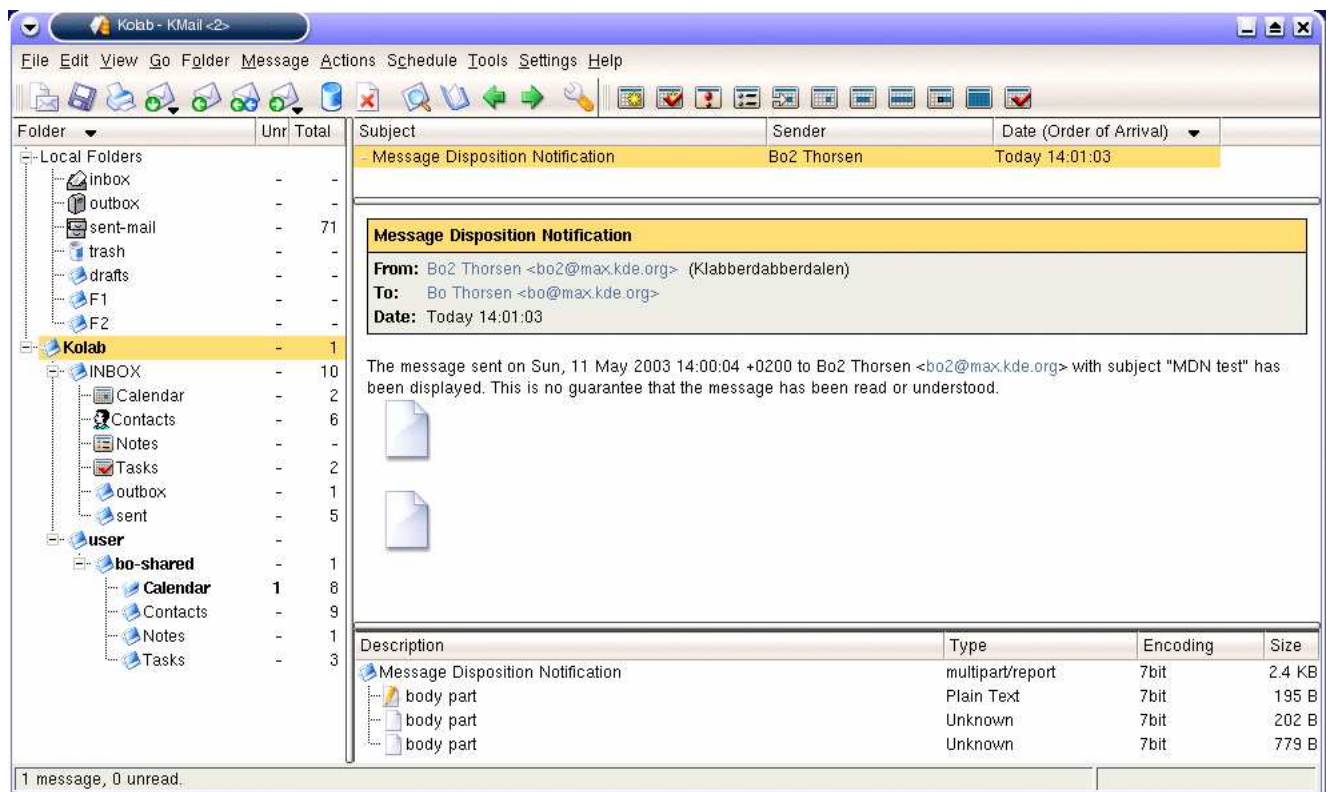 Kolab - KMail <2>
File Edit View Go Folder Message Actions Schedule Tools Settings Help
Folder Unr Total
Local Folders
inbox - -
outbox - -
sent-mail - 71
trash - -
drafts - -
F1 - -
F2 - -
Kolab - 1
INBOX - 10
Calendar - 2
Contacts - 6
Notes - -
Tasks - 2
outbox - 1
sent - 5
user -
bo-shared - 1
Calendar 1 8
Contacts - 9
Notes - 1
Tasks - 3
Subject Sender Date (Order of Arrival)
Message Disposition Notification Bo2 Thorsen Today 14:01:03
Message Disposition Notification
From: Bo2 Thorsen <bo2@max.kde.org> (Klabberdabberdalen)
To: Bo Thorsen <bo@max.kde.org>
Date: Today 14:01:03
The message sent on Sun, 11 May 2003 14:00:04 +0200 to Bo2 Thorsen <bo2@max.kde.org> with subject "MDN test" has
been displayed. This is no guarantee that the message has been read or understood.
Description Type Encoding Size
Message Disposition Notification multipart/report 7bit 2.4 KB
body part Plain Text 7bit 195 B
body part Unknown 7bit 202 B
body part Unknown 7bit 779 B
1 message, 0 unread.